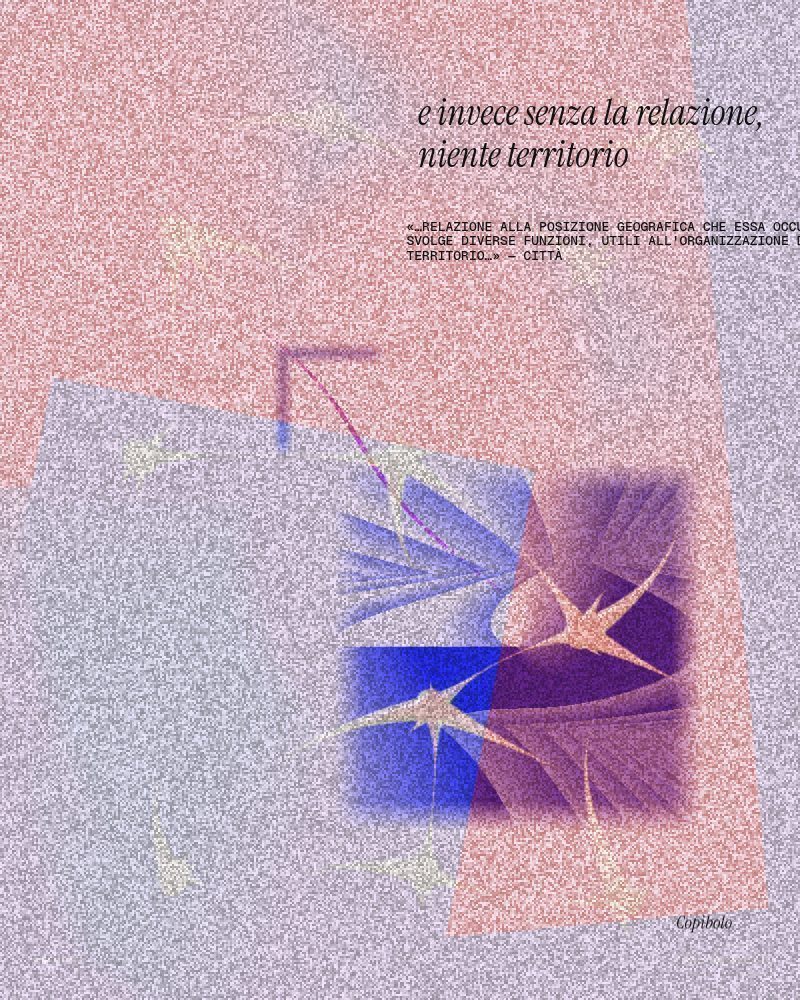 e invece senza la relazione,
niente territorio
«…RELAZIONE ALLA POSIZIONE GEOGRAFICA CHE ESSA OCCU
SVOLGE DIVERSE FUNZIONI, UTILI ALL'ORGANIZZAZIONE D
TERRITORIO…» — CITTÀ
Copibolo